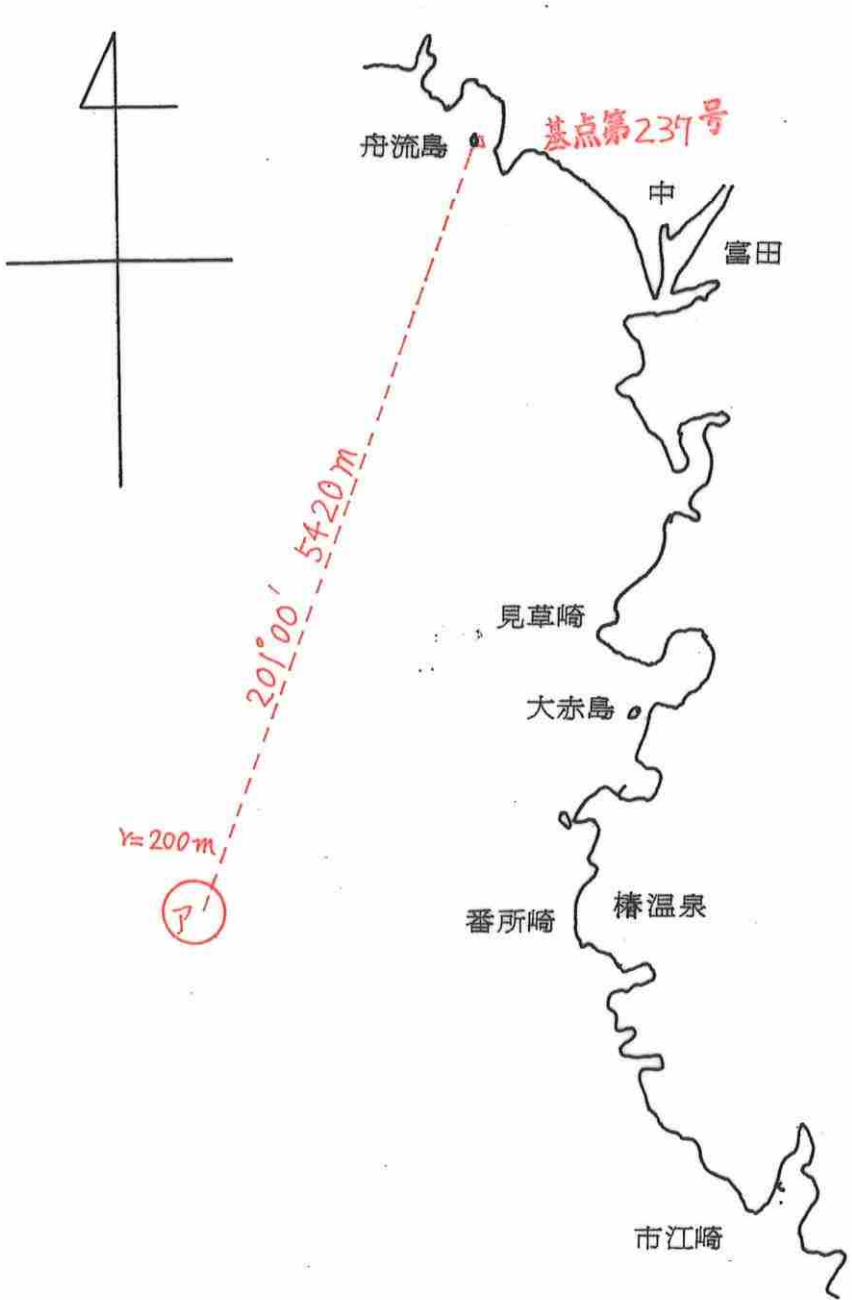 基点第237号
舟流島
中
富田
201°00′ 5420m
見草崎
大赤島
r=200m
ア
番所崎
椿温泉
市江崎